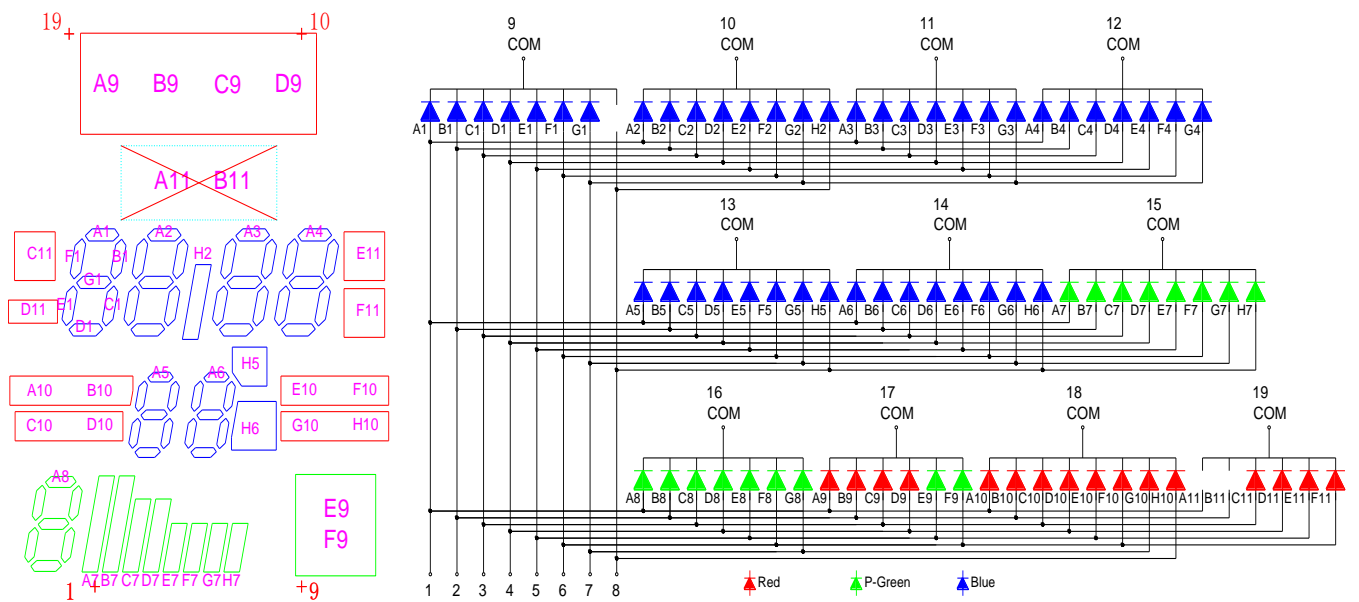 19 10
A9 B9 C9 D9
A11 B11
A1 A2 A3 A4
C11 F1 B1 H2 E11
G1
D11 E1 C1 F11
D1
H5
A5 A6
A10 B10 E10 F10
C10 D10 H6 G10 H10
A8
E9
F9
A7 B7 C7 D7 E7 F7 G7 H7
1 9
9 10 11 12
COM COM COM COM
A1 B1 C1 D1 E1 F1 G1 A2 B2 C2 D2 E2 F2 G2 H2 A3 B3 C3 D3 E3 F3 G3 A4 B4 C4 D4 E4 F4 G4
13 14 15
COM COM COM
A5 B5 C5 D5 E5 F5 G5 H5 A6 B6 C6 D6 E6 F6 G6 H6 A7 B7 C7 D7 E7 F7 G7 H7
16 17 18 19
COM COM COM COM
A8 B8 C8 D8 E8 F8 G8 A9 B9 C9 D9 E9 F9 A10 B10 C10 D10 E10 F10 G10 H10 A11 B11 C11 D11 E11 F11
1 2 3 4 5 6 7 8
Red P-Green Blue